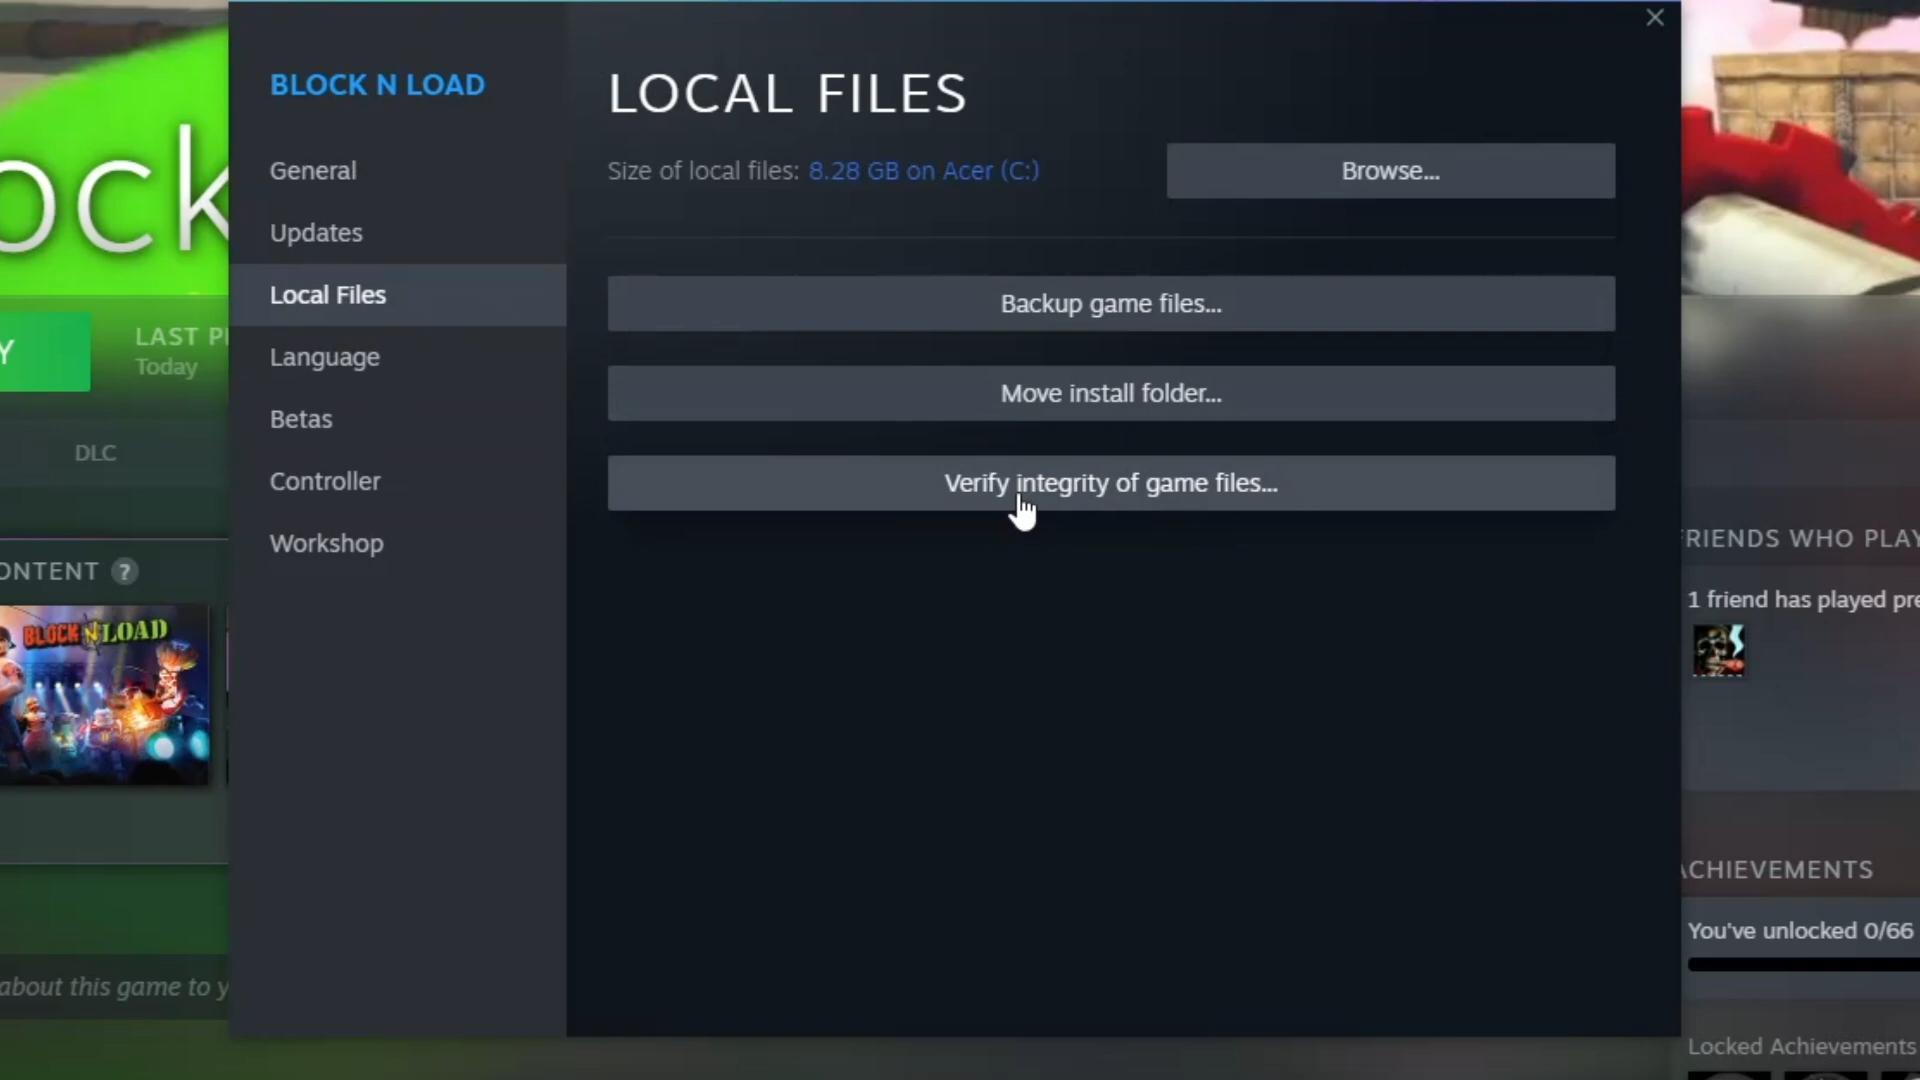 BLOCK N LOAD
General
Updates
Local Files
Language
Betas
Controller
Workshop
LOCAL FILES
Size of local files: 8.28 GB on Acer (C:)
Browse...
Backup game files...
Move install folder...
Verify integrity of game files...
ock
Y
LAST P
Today
DLC
ONTENT ?
BLOCK N LOAD
about this game to y
RIENDS WHO PLAY
1 friend has played pre
ACHIEVEMENTS
You've unlocked 0/66
Locked Achievements